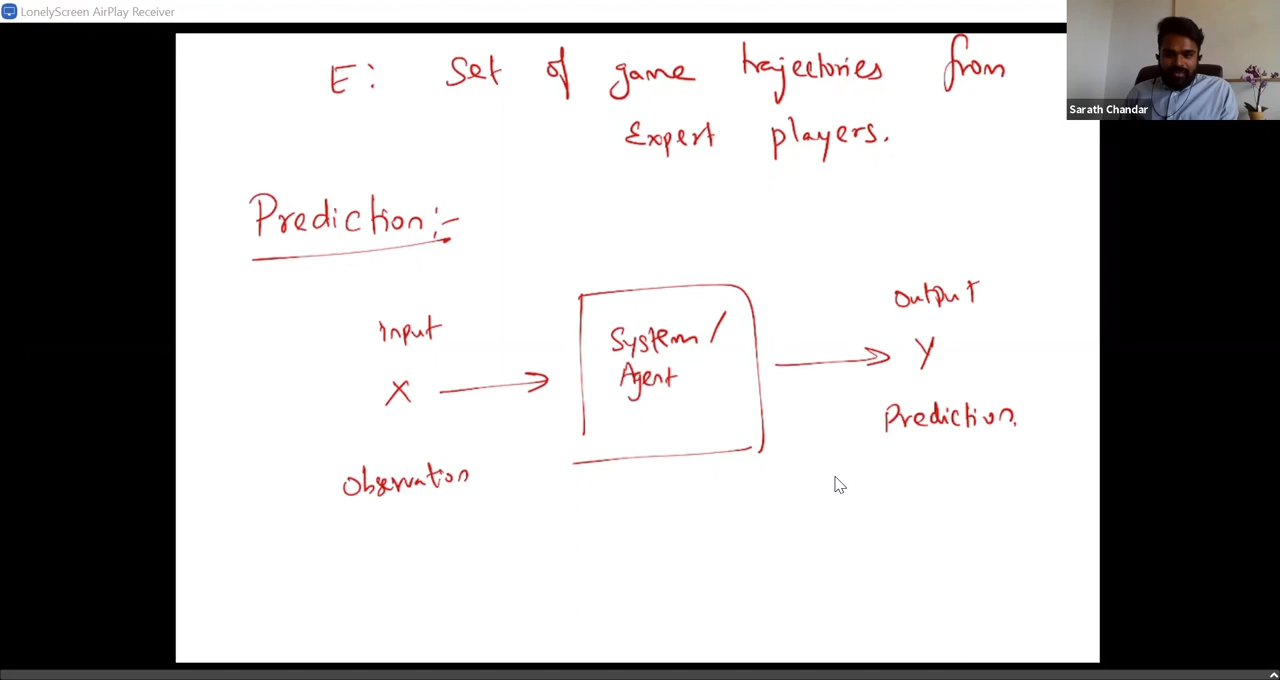 LonelyScreen AirPlay Receiver
E: Set of game trajectories from
Expert players.
Sarath Chandar
Prediction:-
Input
X
Observation
System/
Agent
Output
Y
Prediction.